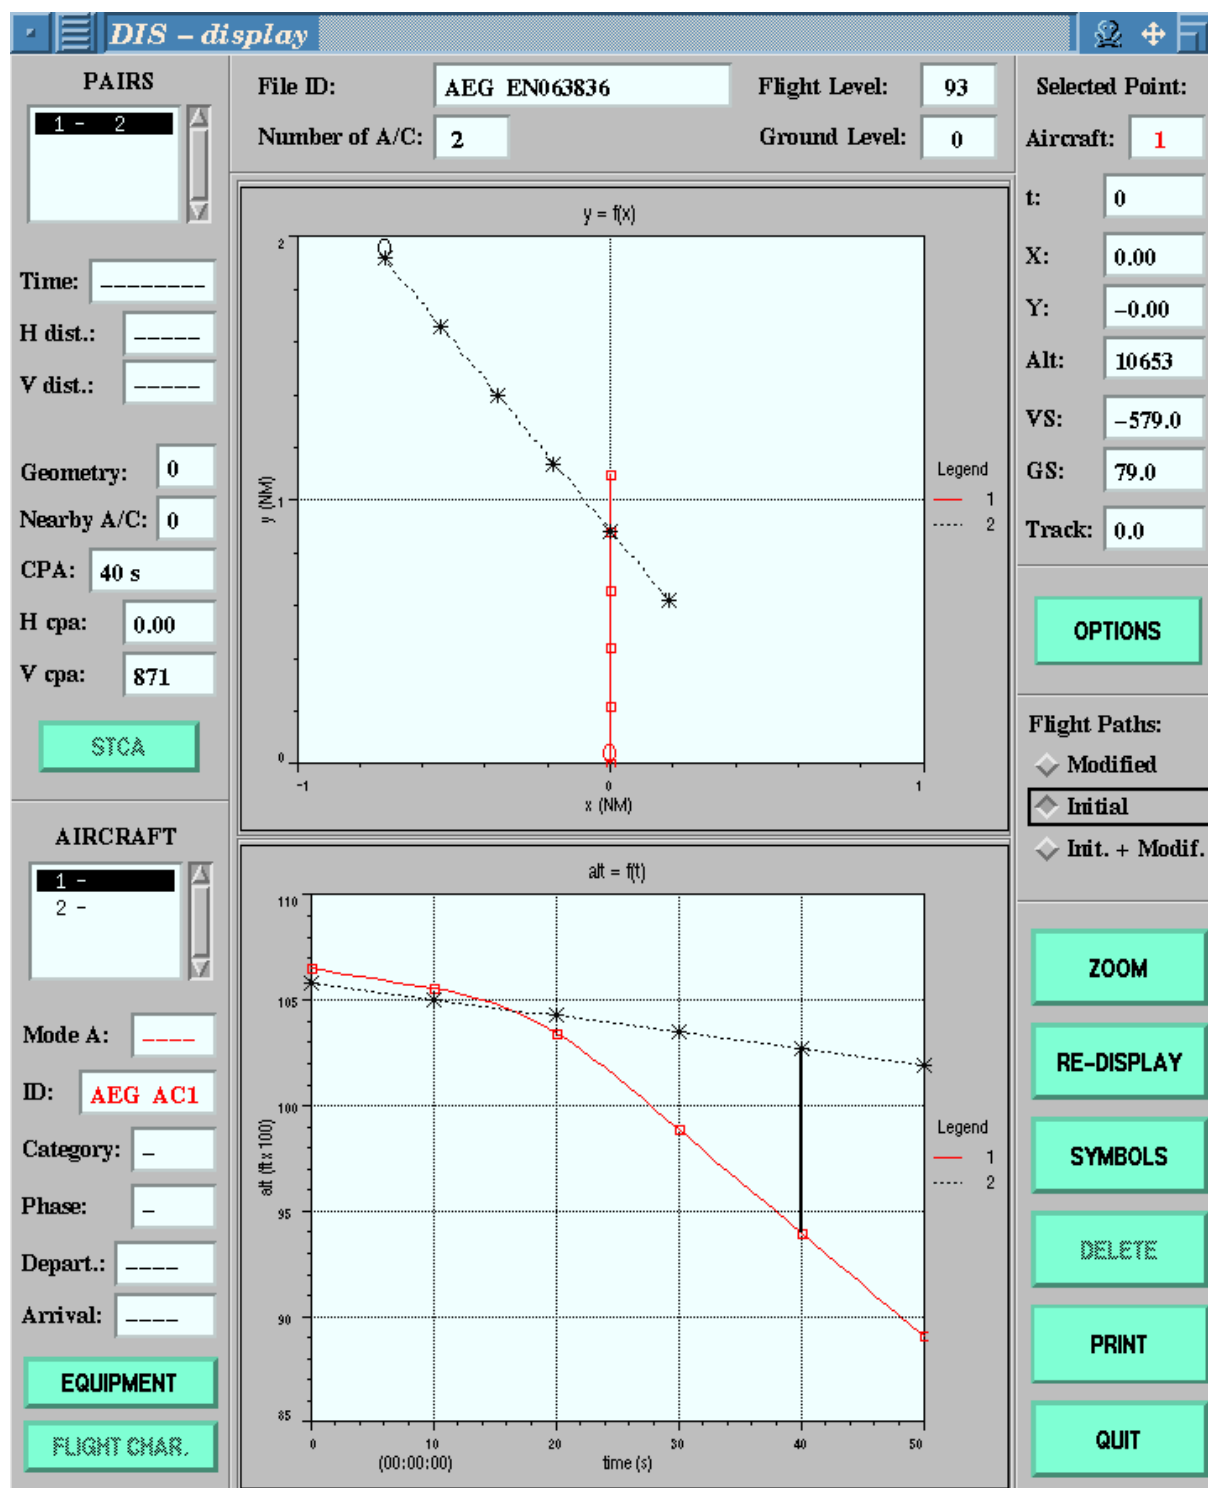 DIS – display
PAIRS
1 – 2
Time: ––––––––
H dist.: –––––
V dist.: –––––
Geometry: 0
Nearby A/C: 0
CPA: 40 s
H cpa: 0.00
V cpa: 871
STCA
AIRCRAFT
1 –
2 –
Mode A: ––––
ID: AEG AC1
Category: –
Phase: –
Depart.: ––––
Arrival: ––––
EQUIPMENT
FLIGHT CHAR.
File ID: AEG EN063836 Flight Level: 93
Number of A/C: 2 Ground Level: 0
y = f(x)
2
1
0
y (NM)
-1 0 1
x (NM)
Legend
1
2
alt = f(t)
110
105
100
95
90
85
alt (ft x 100)
0 10 20 30 40 50
(00:00:00) time (s)
Legend
1
2
Selected Point:
Aircraft: 1
t: 0
X: 0.00
Y: –0.00
Alt: 10653
VS: –579.0
GS: 79.0
Track: 0.0
OPTIONS
Flight Paths:
Modified
Initial
Init. + Modif.
ZOOM
RE-DISPLAY
SYMBOLS
DELETE
PRINT
QUIT